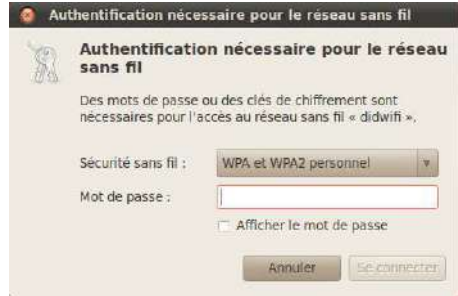 Authentification nécessaire pour le réseau sans fil
Authentification nécessaire pour le réseau
sans fil
Des mots de passe ou des clés de chiffrement sont
nécessaires pour l'accès au réseau sans fil « didwifi ».
Sécurité sans fil :
WPA et WPA2 personnel
Mot de passe :
Afficher le mot de passe
Annuler
Se connecter